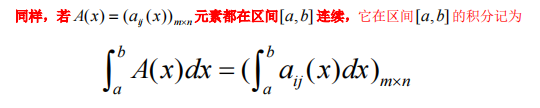 同样，若 A(x) = (a_{ij}(x))_{m×n} 元素都在区间[a, b] 连续，它在区间[a, b] 的积分记为
∫_a^b A(x)dx = (∫_a^b a_{ij}(x)dx)_{m×n}